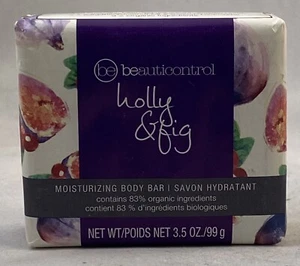 be beauticontrol
holly
& fig
MOISTURIZING BODY BAR | SAVON HYDRATANT
contains 83% organic ingredients
contient 83 % d'ingrédients biologiques
NET WT/POIDS NET 3.5 OZ./99 g